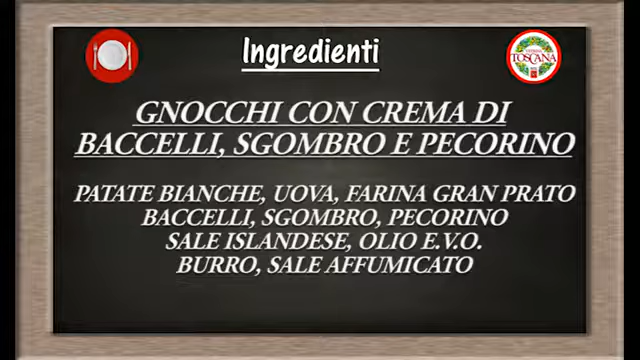 Ingredienti
TOSCANA
GNOCCHI CON CREMA DI
BACCELLI, SGOMBRO E PECORINO
PATATE BIANCHE, UOVA, FARINA GRAN PRATO
BACCELLI, SGOMBRO, PECORINO
SALE ISLANDESE, OLIO E.V.O.
BURRO, SALE AFFUMICATO